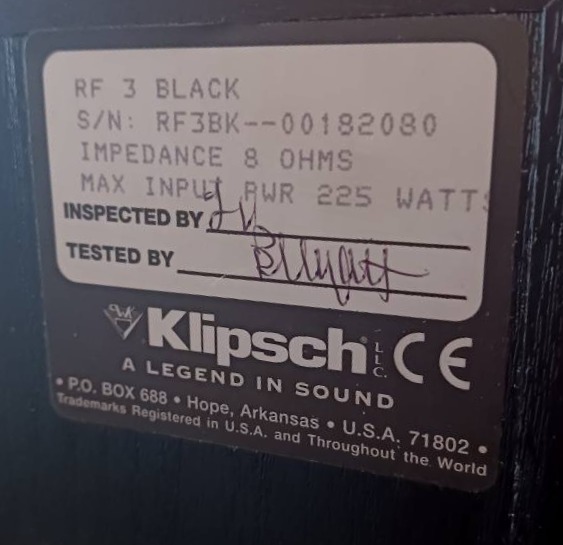 RF 3 BLACK
S/N: RF3BK--00182080
IMPEDANCE 8 OHMS
MAX INPUT PWR 225 WATTS
INSPECTED BY
TESTED BY
Klipsch® LLC. CE
A LEGEND IN SOUND
• P.O. BOX 688 • Hope, Arkansas • U.S.A. 71802 •
Trademarks Registered in U.S.A. and Throughout the World